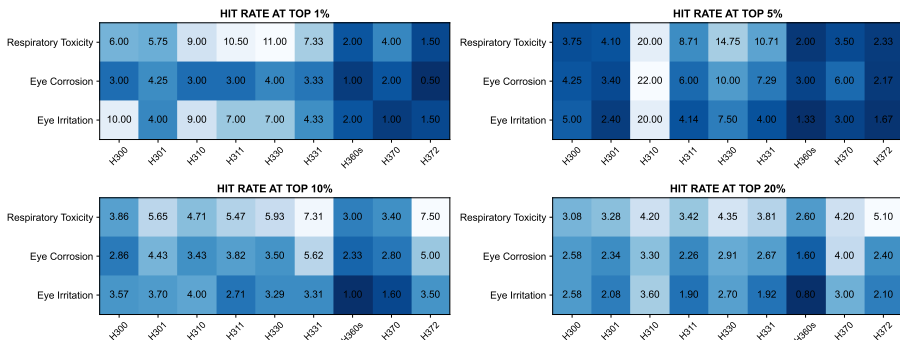 HIT RATE AT TOP 1%
Respiratory Toxicity 6.00 5.75 9.00 10.50 11.00 7.33 2.00 4.00 1.50
Eye Corrosion 3.00 4.25 3.00 3.00 4.00 3.33 1.00 2.00 0.50
Eye Irritation 10.00 4.00 9.00 7.00 7.00 4.33 2.00 1.00 1.50
H300 H301 H310 H311 H330 H331 H360s H370 H372
HIT RATE AT TOP 5%
Respiratory Toxicity 3.75 4.10 20.00 8.71 14.75 10.71 2.00 3.50 2.33
Eye Corrosion 4.25 3.40 22.00 6.00 10.00 7.29 3.00 6.00 2.17
Eye Irritation 5.00 2.40 20.00 4.14 7.50 4.00 1.33 3.00 1.67
H300 H301 H310 H311 H330 H331 H360s H370 H372
HIT RATE AT TOP 10%
Respiratory Toxicity 3.86 5.65 4.71 5.47 5.93 7.31 3.00 3.40 7.50
Eye Corrosion 2.86 4.43 3.43 3.82 3.50 5.62 2.33 2.80 5.00
Eye Irritation 3.57 3.70 4.00 2.71 3.29 3.31 1.00 1.60 3.50
H300 H301 H310 H311 H330 H331 H360s H370 H372
HIT RATE AT TOP 20%
Respiratory Toxicity 3.08 3.28 4.20 3.42 4.35 3.81 2.60 4.20 5.10
Eye Corrosion 2.58 2.34 3.30 2.26 2.91 2.67 1.60 4.00 2.40
Eye Irritation 2.58 2.08 3.60 1.90 2.70 1.92 0.80 3.00 2.10
H300 H301 H310 H311 H330 H331 H360s H370 H372